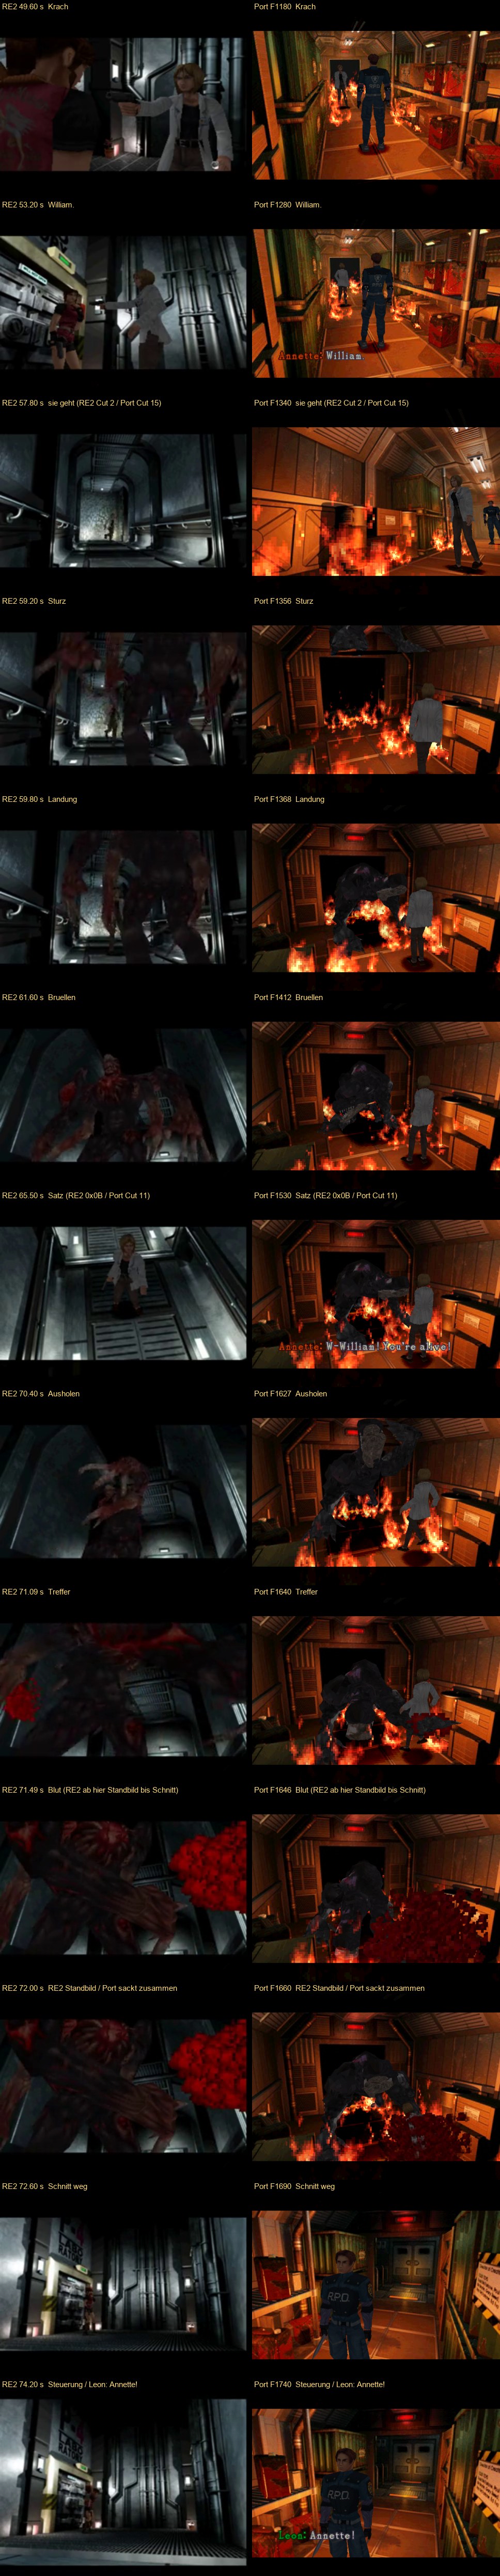 RE2 49.60 s Krach
Port F1180 Krach
RE2 53.20 s William.
Port F1280 William.
Annette: William.
RE2 57.80 s sie geht (RE2 Cut 2 / Port Cut 15)
Port F1340 sie geht (RE2 Cut 2 / Port Cut 15)
RE2 59.20 s Sturz
Port F1356 Sturz
RE2 59.80 s Landung
Port F1368 Landung
RE2 61.60 s Bruellen
Port F1412 Bruellen
RE2 65.50 s Satz (RE2 0x0B / Port Cut 11)
Port F1530 Satz (RE2 0x0B / Port Cut 11)
Annette: W-William! You're alive!
RE2 70.40 s Ausholen
Port F1627 Ausholen
RE2 71.09 s Treffer
Port F1640 Treffer
RE2 71.49 s Blut (RE2 ab hier Standbild bis Schnitt)
Port F1646 Blut (RE2 ab hier Standbild bis Schnitt)
RE2 72.00 s RE2 Standbild / Port sackt zusammen
Port F1660 RE2 Standbild / Port sackt zusammen
RE2 72.60 s Schnitt weg
Port F1690 Schnitt weg
R.P.D.
RE2 74.20 s Steuerung / Leon: Annette!
Port F1740 Steuerung / Leon: Annette!
R.P.D.
Leon: Annette!